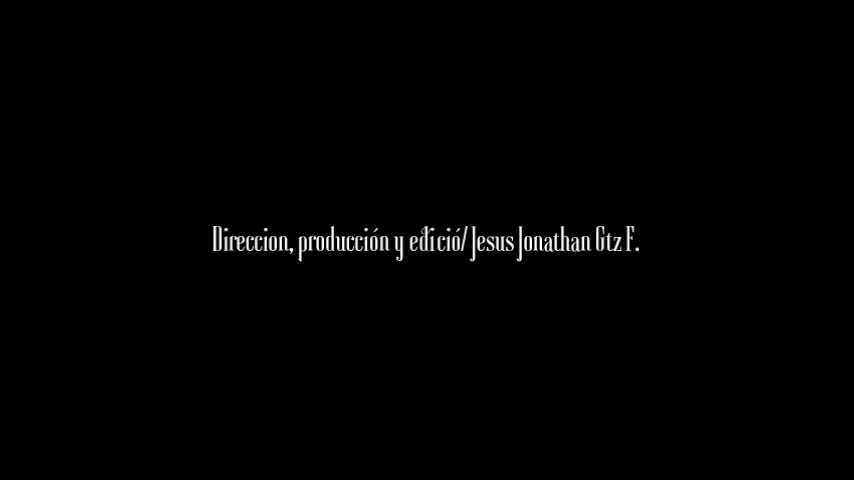 Direccion, producción y edició/ Jesus Jonathan Gtz F.